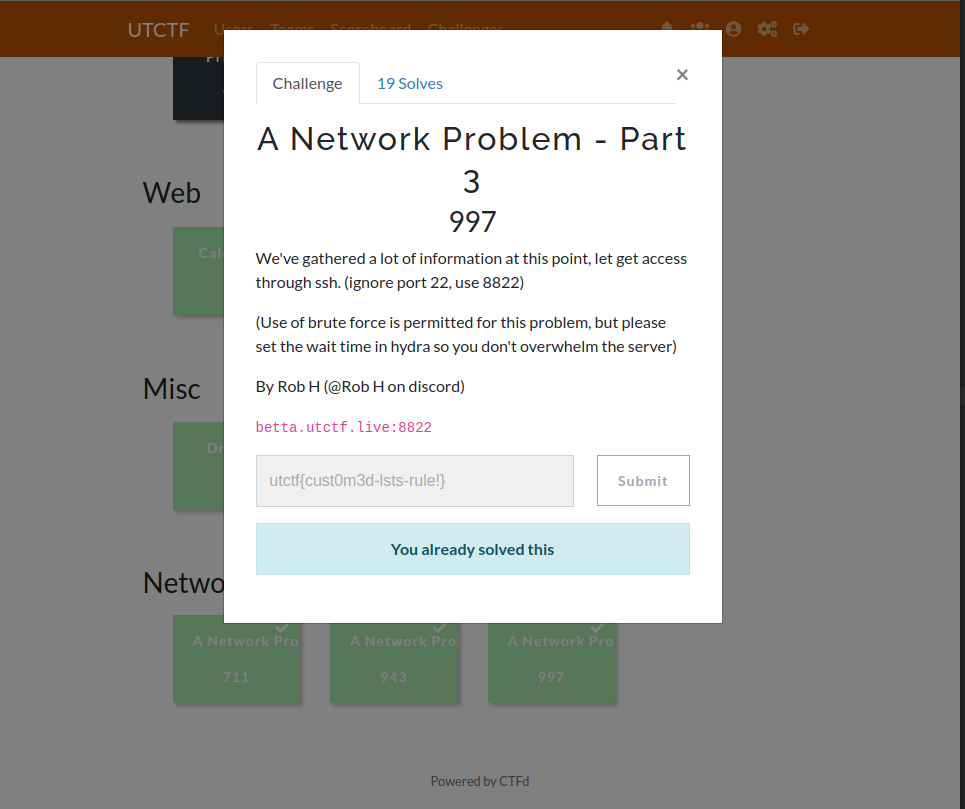 UTCTF Users Teams Scoreboard Challenges
Challenge 19 Solves ×
A Network Problem - Part
3
997
We've gathered a lot of information at this point, let get access
through ssh. (ignore port 22, use 8822)
(Use of brute force is permitted for this problem, but please
set the wait time in hydra so you don't overwhelm the server)
By Rob H (@Rob H on discord)
betta.utctf.live:8822
utctf{cust0m3d-lsts-rule!} Submit
You already solved this
Web
Misc
Netwo
A Network Pro A Network Pro A Network Pro
711 943 997
Powered by CTFd